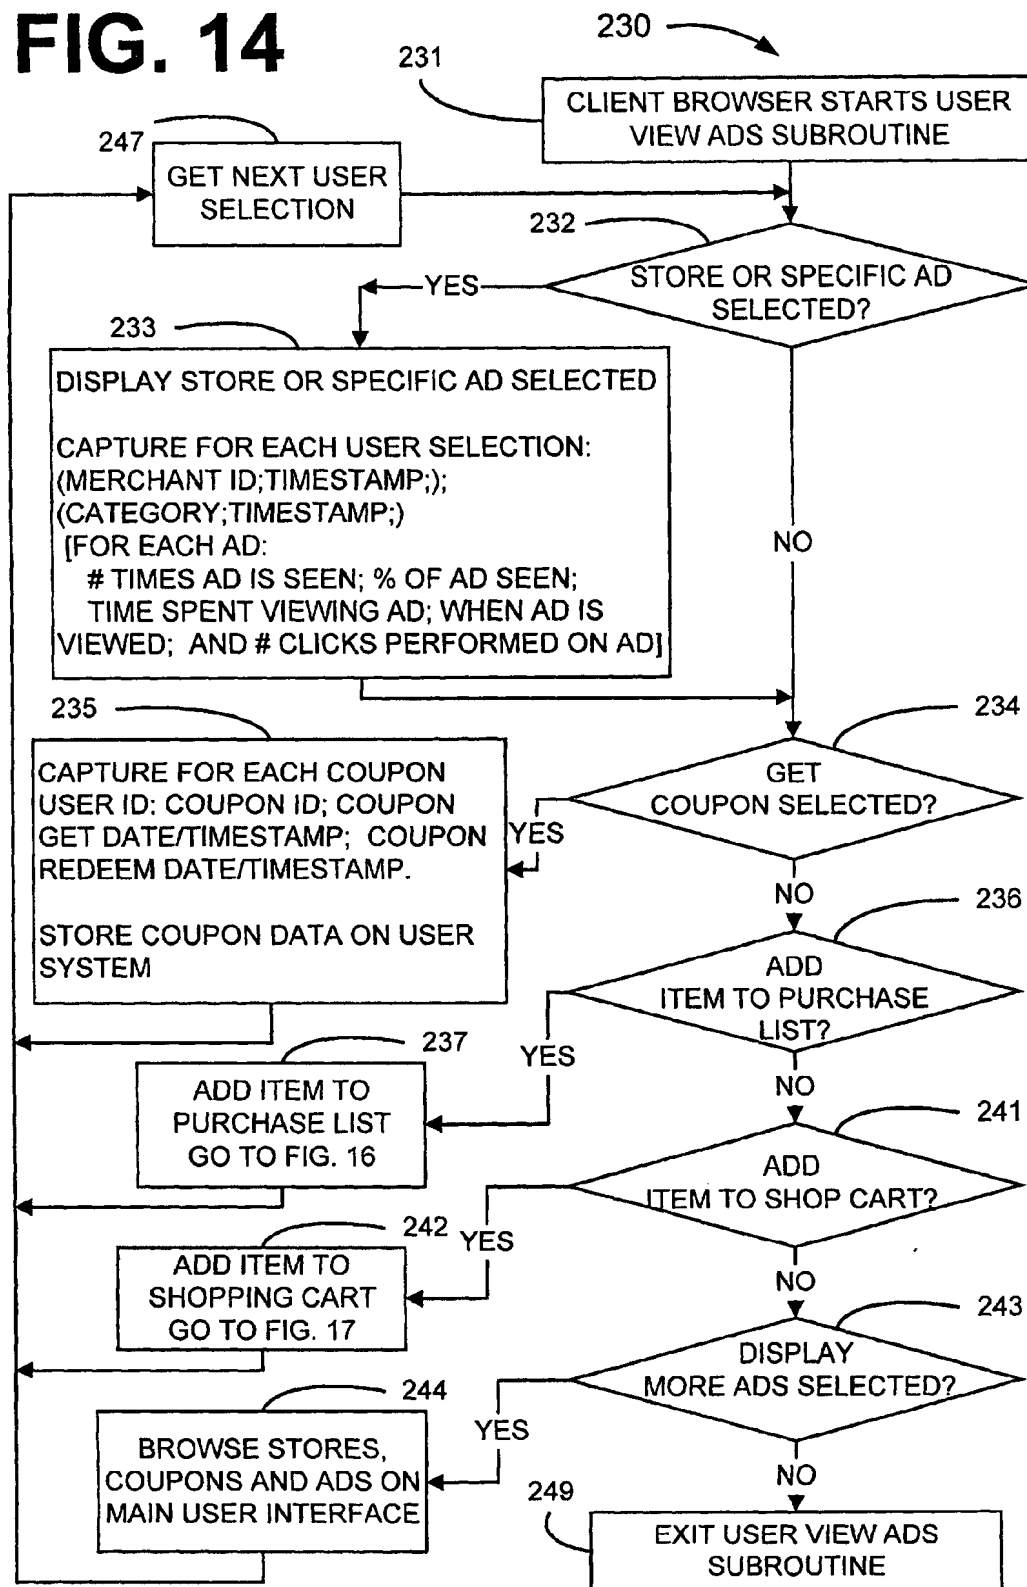 FIG. 14
230
231
CLIENT BROWSER STARTS USER
VIEW ADS SUBROUTINE
247
GET NEXT USER
SELECTION
232
STORE OR SPECIFIC AD
SELECTED?
YES
NO
233
DISPLAY STORE OR SPECIFIC AD SELECTED
CAPTURE FOR EACH USER SELECTION:
(MERCHANT ID;TIMESTAMP;);
(CATEGORY;TIMESTAMP;)
[FOR EACH AD:
# TIMES AD IS SEEN; % OF AD SEEN;
TIME SPENT VIEWING AD; WHEN AD IS
VIEWED; AND # CLICKS PERFORMED ON AD]
234
GET
COUPON SELECTED?
YES
NO
235
CAPTURE FOR EACH COUPON
USER ID: COUPON ID; COUPON
GET DATE/TIMESTAMP; COUPON
REDEEM DATE/TIMESTAMP.
STORE COUPON DATA ON USER
SYSTEM
236
ADD
ITEM TO PURCHASE
LIST?
YES
NO
237
ADD ITEM TO
PURCHASE LIST
GO TO FIG. 16
241
ADD
ITEM TO SHOP CART?
YES
NO
242
ADD ITEM TO
SHOPPING CART
GO TO FIG. 17
243
DISPLAY
MORE ADS SELECTED?
YES
NO
244
BROWSE STORES,
COUPONS AND ADS ON
MAIN USER INTERFACE
249
EXIT USER VIEW ADS
SUBROUTINE